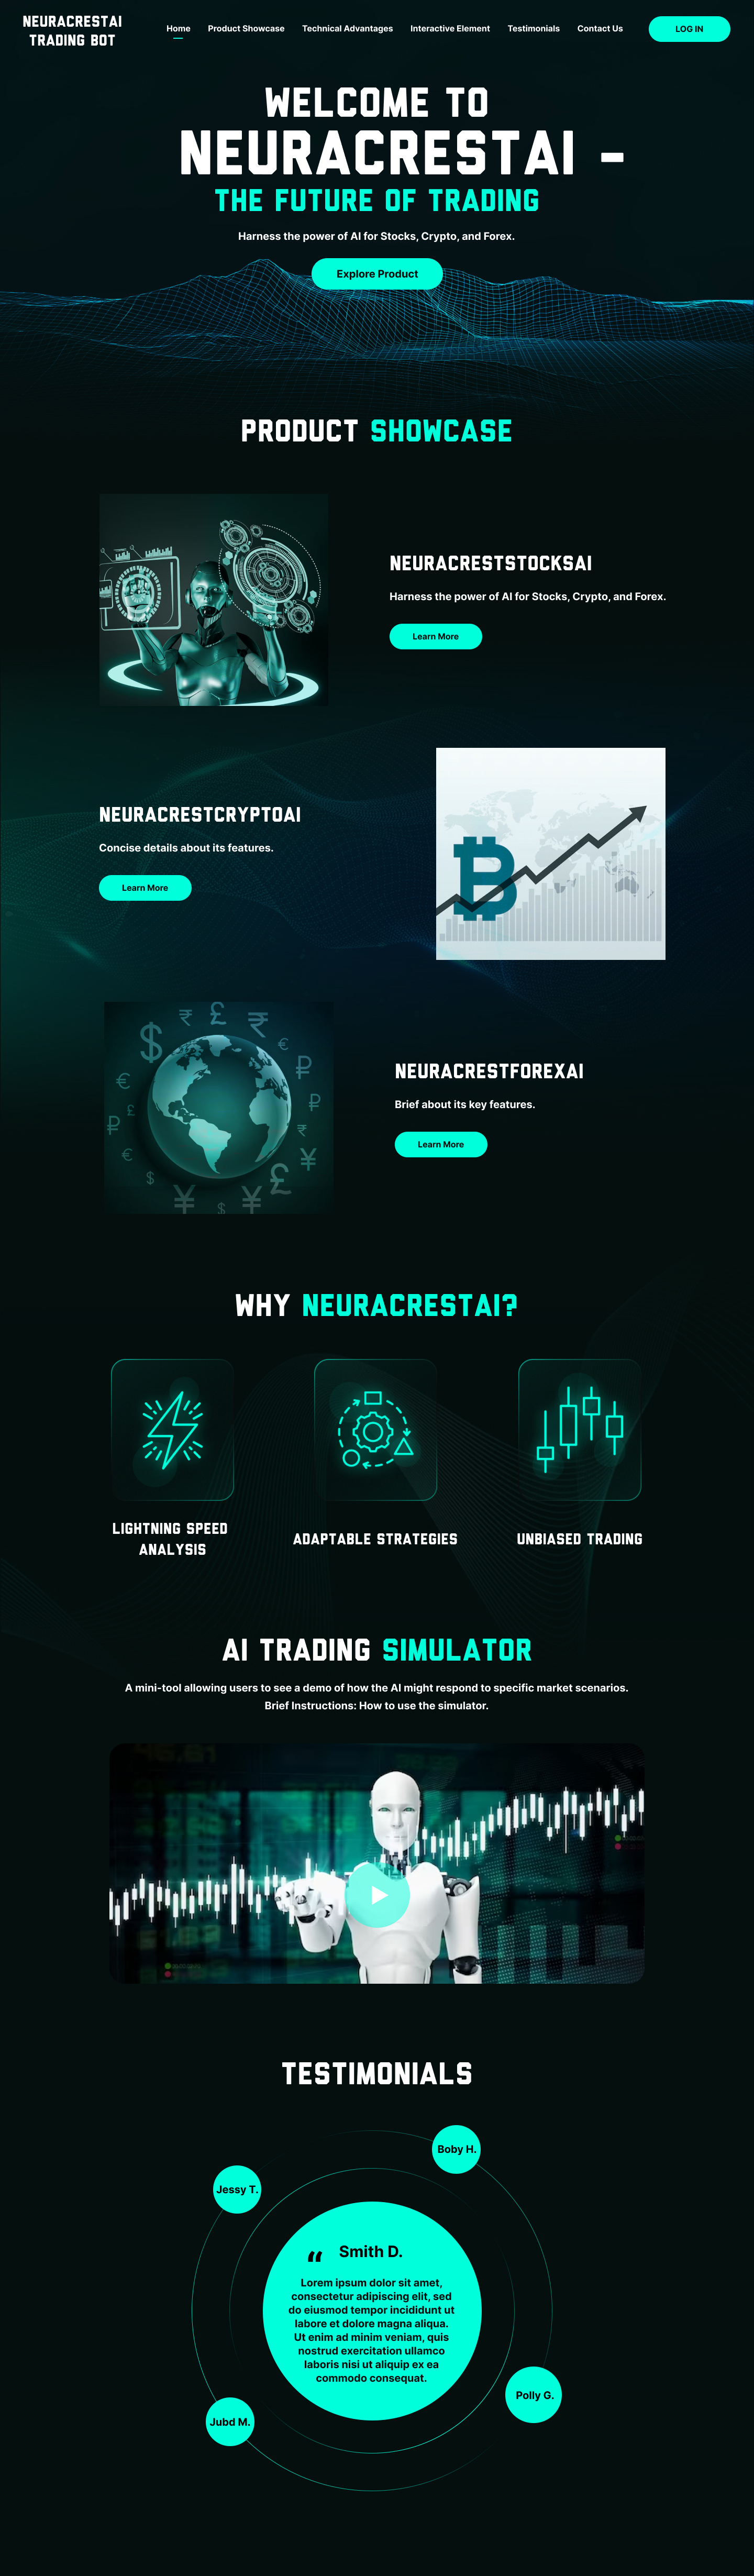 NEURACRESTAI
TRADING BOT
Home
Product Showcase
Technical Advantages
Interactive Element
Testimonials
Contact Us
LOG IN
WELCOME TO
NEURACRESTAI -
THE FUTURE OF TRADING
Harness the power of AI for Stocks, Crypto, and Forex.
Explore Product
PRODUCT SHOWCASE
NEURACRESTSTOCKSAI
Harness the power of AI for Stocks, Crypto, and Forex.
Learn More
NEURACRESTCRYPTOAI
Concise details about its features.
Learn More
NEURACRESTFOREXAI
Brief about its key features.
Learn More
WHY NEURACRESTAI?
LIGHTNING SPEED
ANALYSIS
ADAPTABLE STRATEGIES
UNBIASED TRADING
AI TRADING SIMULATOR
A mini-tool allowing users to see a demo of how the AI might respond to specific market scenarios.
Brief Instructions: How to use the simulator.
TESTIMONIALS
Boby H.
Jessy T.
“ Smith D.
Lorem ipsum dolor sit amet,
consectetur adipiscing elit, sed
do eiusmod tempor incididunt ut
labore et dolore magna aliqua.
Ut enim ad minim veniam, quis
nostrud exercitation ullamco
laboris nisi ut aliquip ex ea
commodo consequat.
Polly G.
Jubd M.